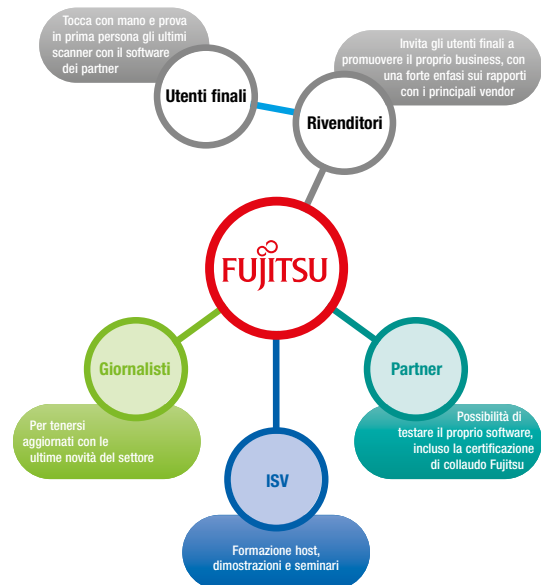 Tocca con mano e prova
in prima persona gli ultimi
scanner con il software
dei partner
Utenti finali
Invita gli utenti finali a
promuovere il proprio business, con
una forte enfasi sui rapporti
con i principali vendor
Rivenditori
FUJITSU
Giornalisti
Per tenersi
aggiornati con le
ultime novità del settore
Partner
Possibilità di
testare il proprio software,
incluso la certificazione
di collaudo Fujitsu
ISV
Formazione host,
dimostrazioni e seminari